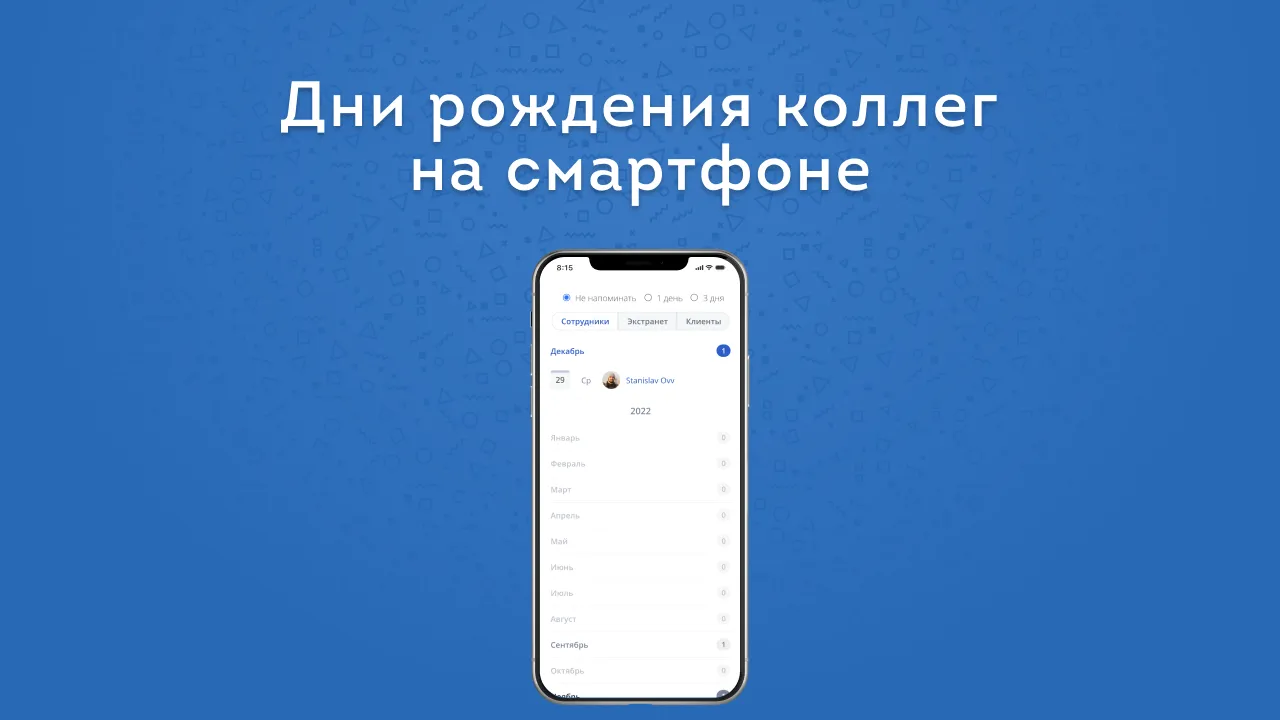 Дни рождения коллег
на смартфоне
8:15
Не напоминать 1 день 3 дня
Сотрудники Экстранет Клиенты
Декабрь 1
29 Ср Stanislav Ovv
2022
Январь 0
Февраль 0
Март 0
Апрель 0
Май 0
Июнь 0
Июль 0
Август 0
Сентябрь 1
Октябрь 0
Ноябрь